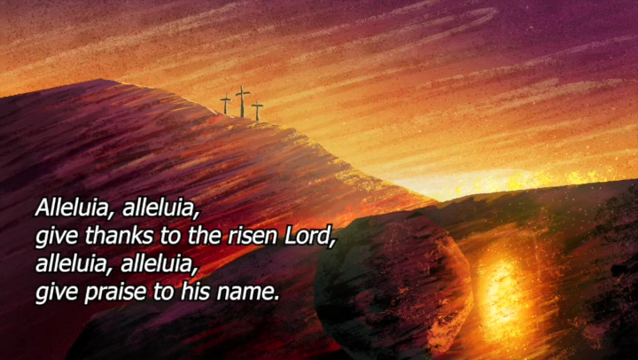 Alleluia, alleluia,
give thanks to the risen Lord,
alleluia, alleluia,
give praise to his name.